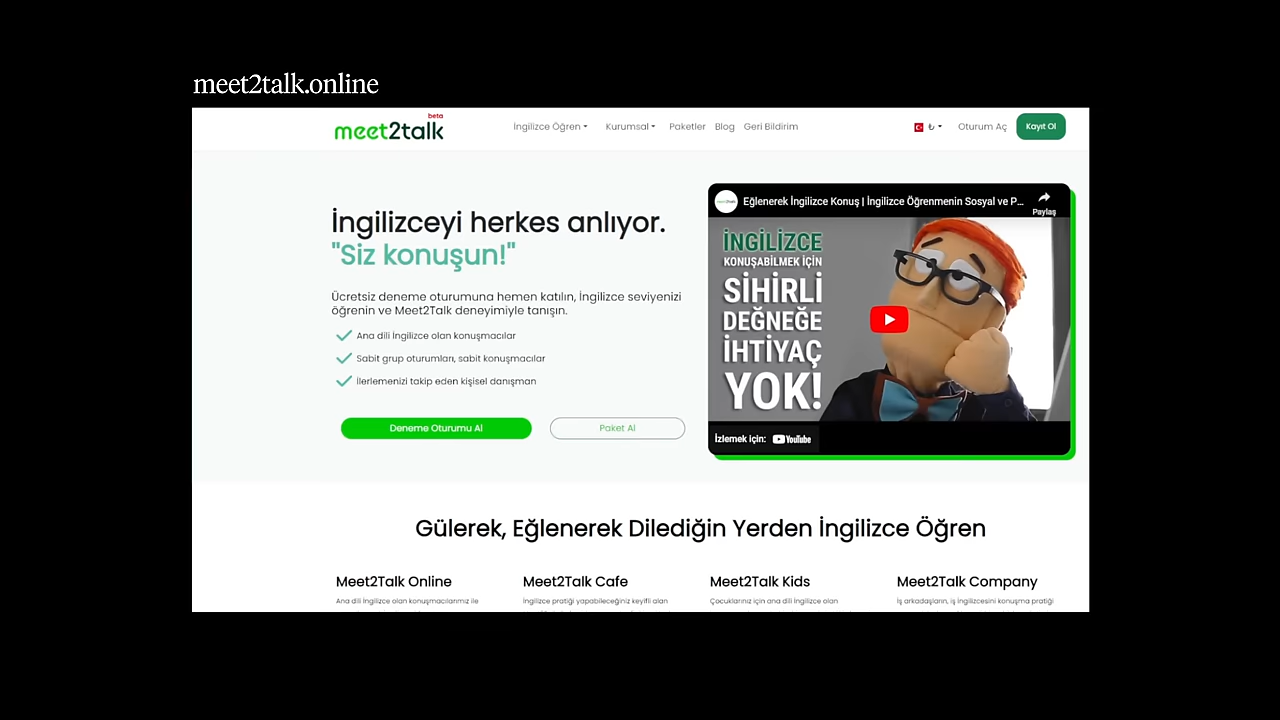 meet2talk.online
beta
meet2talk
İngilizce Öğren
Kurumsal
Paketler
Blog
Geri Bildirim
₺
Oturum Aç
Kayıt Ol
İngilizceyi herkes anlıyor.
"Siz konuşun!"
Ücretsiz deneme oturumuna hemen katılın, İngilizce seviyenizi
öğrenin ve Meet2Talk deneyimiyle tanışın.
Ana dili İngilizce olan konuşmacılar
Sabit grup oturumları, sabit konuşmacılar
İlerlemenizi takip eden kişisel danışman
Deneme Oturumu Al
Paket Al
meet2talk
Eğlenerek İngilizce Konuş | İngilizce Öğrenmenin Sosyal ve P...
Paylaş
İNGİLİZCE
KONUŞABİLMEK İÇİN
SİHİRLİ
DEĞNEĞE
İHTİYAÇ
YOK!
İzlemek için:
YouTube
Gülerek, Eğlenerek Dilediğin Yerden İngilizce Öğren
Meet2Talk Online
Ana dili İngilizce olan konuşmacılarımız ile
Meet2Talk Cafe
İngilizce pratiği yapabileceğiniz keyifli alan
Meet2Talk Kids
Çocuklarınız için ana dili İngilizce olan
Meet2Talk Company
İş arkadaşların, iş İngilizcesini konuşma pratiği